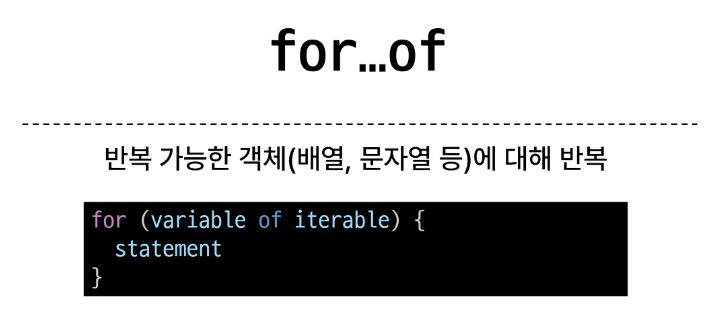 for…of
반복 가능한 객체(배열, 문자열 등)에 대해 반복
for (variable of iterable) {
  statement
}